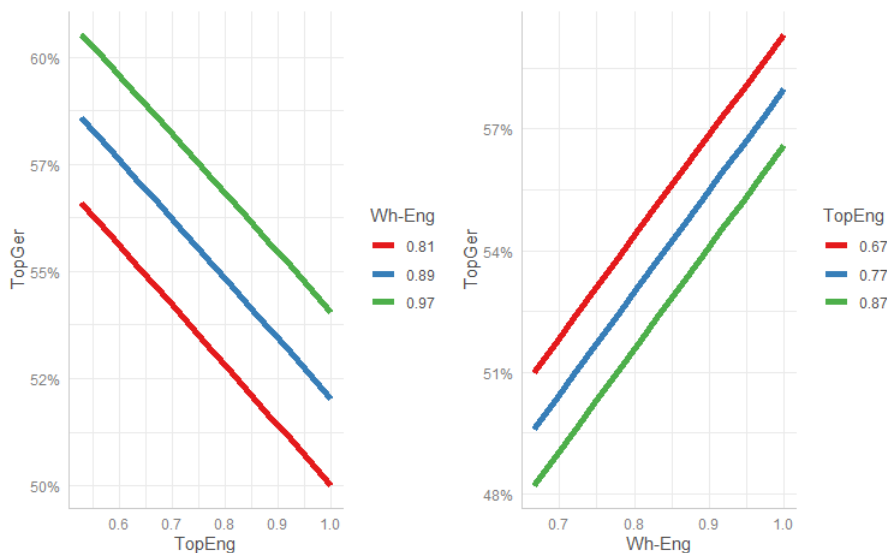 60%
57%
55%
52%
50%
TopGer
0.6 0.7 0.8 0.9 1.0
TopEng
Wh-Eng
0.81
0.89
0.97
57%
54%
51%
48%
TopGer
0.7 0.8 0.9 1.0
Wh-Eng
TopEng
0.67
0.77
0.87